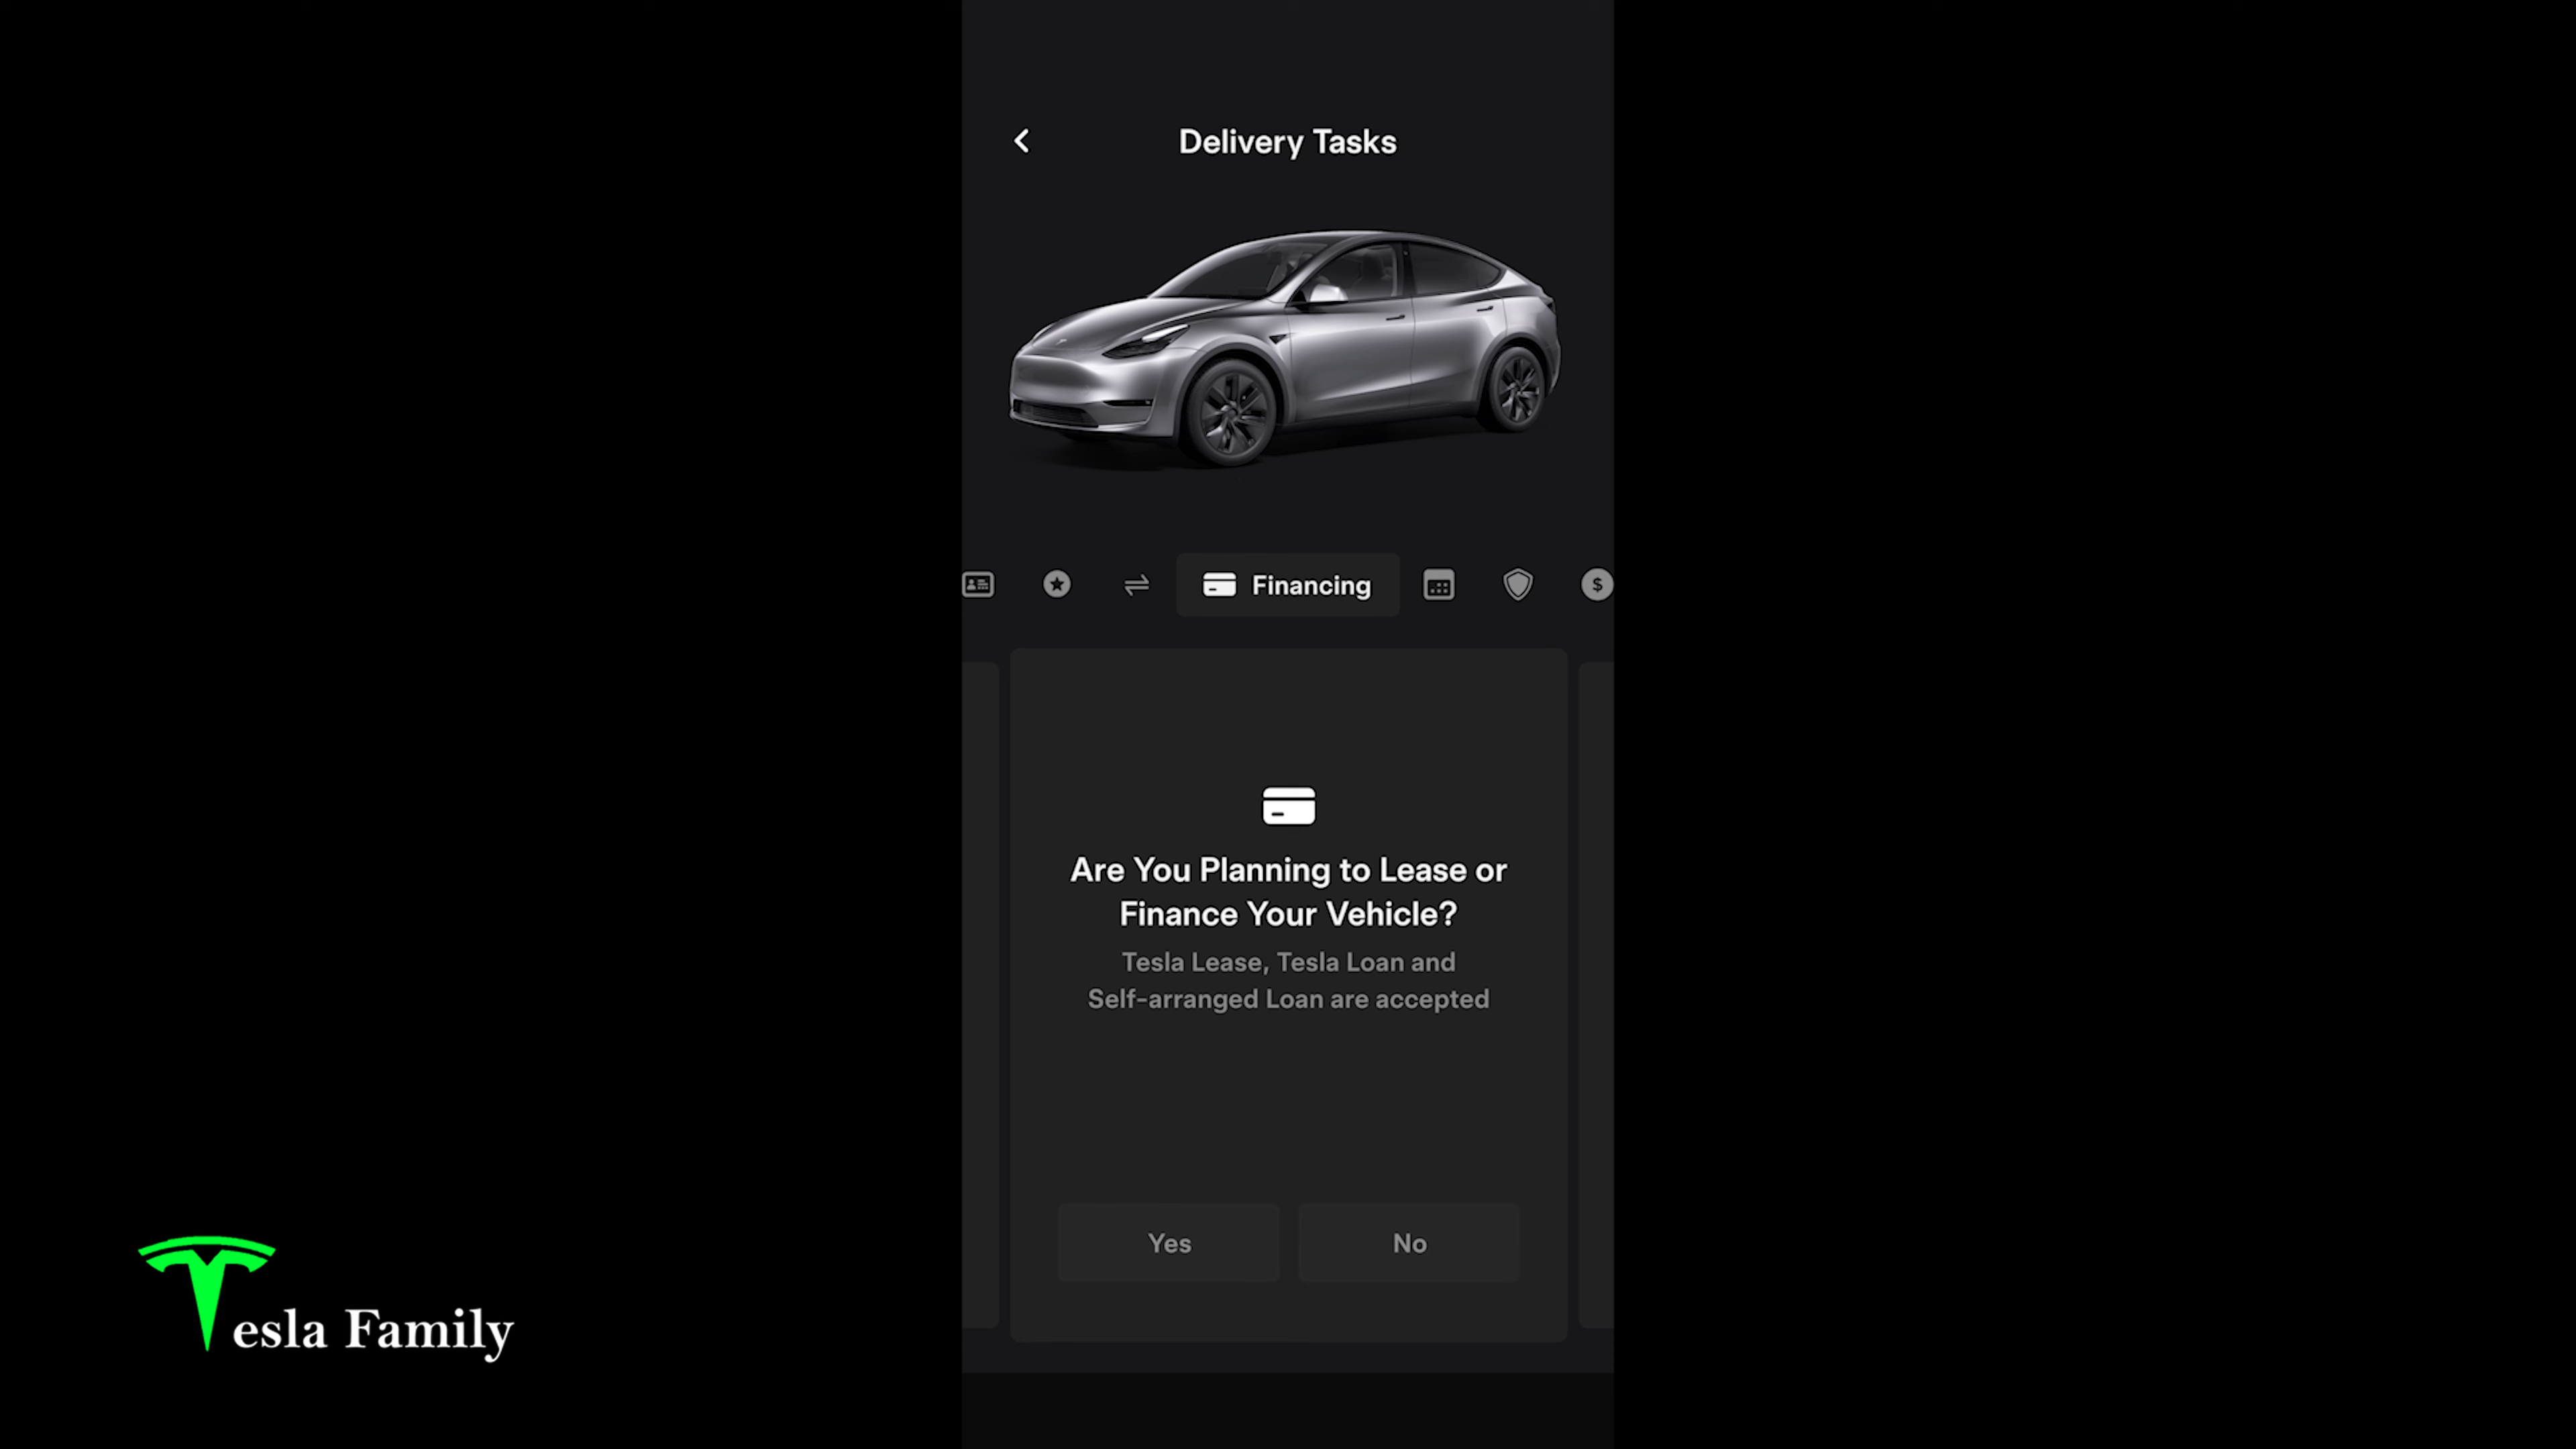 Delivery Tasks
Financing
$
Are You Planning to Lease or
Finance Your Vehicle?
Tesla Lease, Tesla Loan and
Self-arranged Loan are accepted
Yes
No
Tesla Family